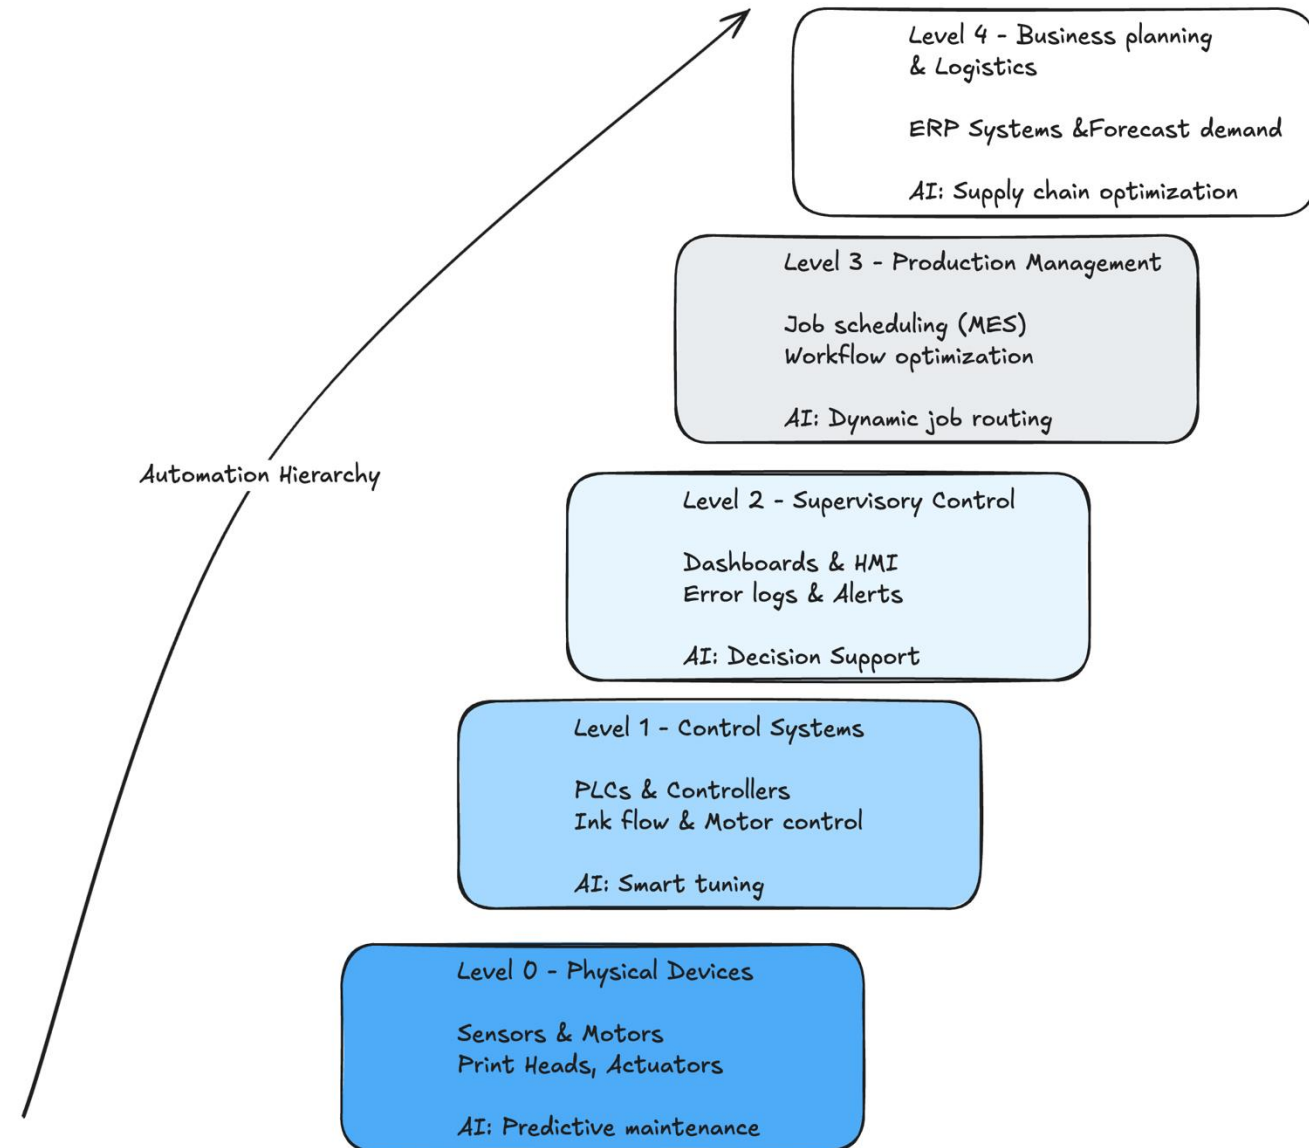 Level 4 - Business planning
& Logistics
ERP Systems &Forecast demand
AI: Supply chain optimization
Level 3 - Production Management
Job scheduling (MES)
Workflow optimization
AI: Dynamic job routing
Automation Hierarchy
Level 2 - Supervisory Control
Dashboards & HMI
Error logs & Alerts
AI: Decision Support
Level 1 - Control Systems
PLCs & Controllers
Ink flow & Motor control
AI: Smart tuning
Level 0 - Physical Devices
Sensors & Motors
Print Heads, Actuators
AI: Predictive maintenance